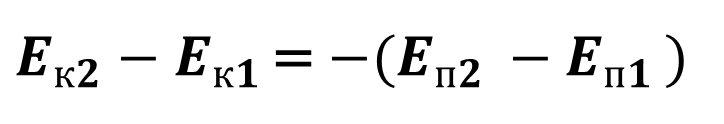 Eк2 − Eк1 = −(Eп2 − Eп1 )